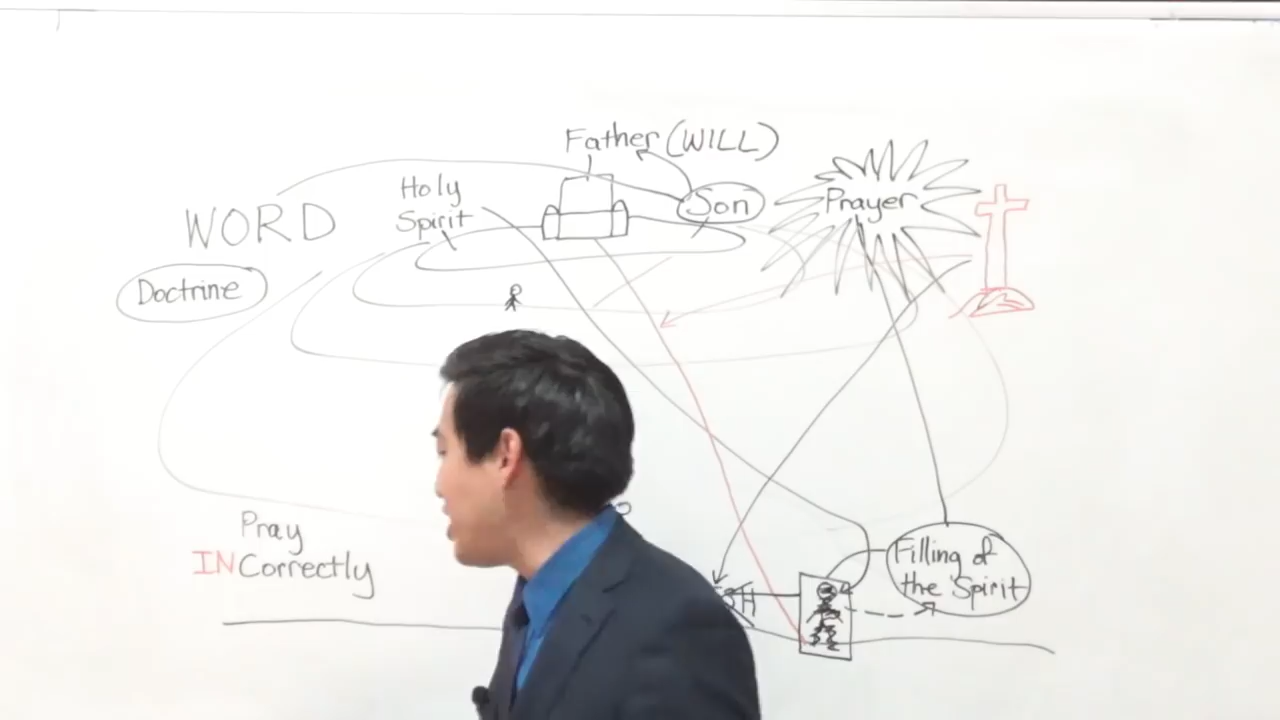 Father (WILL)
Holy
Spirit
Son
Prayer
WORD
Doctrine
Pray
INCorrectly
Filling of
the Spirit